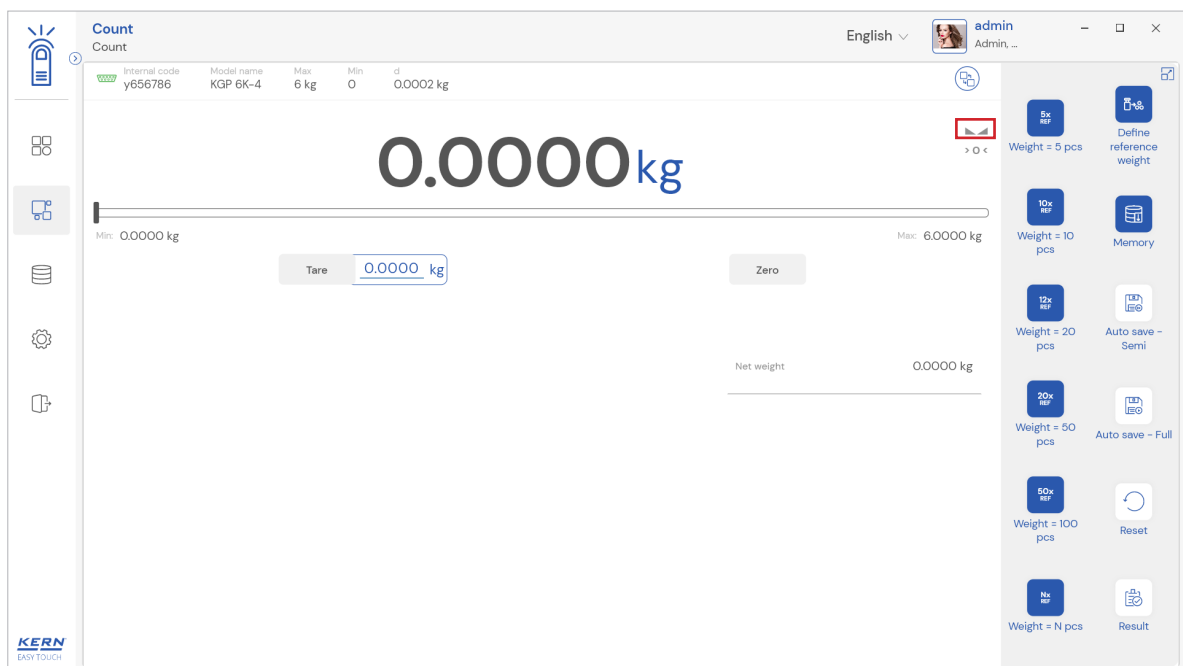 Count
Count
English
admin
Admin, ...
Internal code
y656786
Model name
KGP 6K-4
Max
6 kg
Min
0
d
0.0002 kg
0.0000 kg
> 0 <
Min: 0.0000 kg
Max: 6.0000 kg
Tare
0.0000 kg
Zero
Net weight
0.0000 kg
5x
REF
Weight = 5 pcs
Define
reference
weight
10x
REF
Weight = 10
pcs
Memory
12x
REF
Weight = 20
pcs
Auto save -
Semi
20x
REF
Weight = 50
pcs
Auto save - Full
50x
REF
Weight = 100
pcs
Reset
Nx
REF
Weight = N pcs
Result
KERN
EASY TOUCH